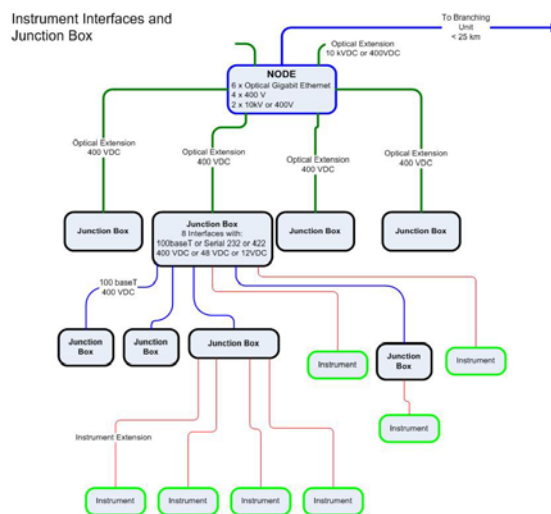 Instrument Interfaces and
Junction Box
To Branching
Unit
< 25 km
Optical Extension
10 kVDC or 400VDC
NODE
6 x Optical Gigabit Ethernet
4 x 400 V
2 x 10kV or 400V
Optical Extension
400 VDC
Optical Extension
400 VDC
Optical Extension
400 VDC
Optical Extension
400 VDC
Junction Box
Junction Box
8 Interfaces with:
100baseT or Serial 232 or 422
400 VDC or 48 VDC or 12VDC
Junction Box
Junction Box
100 baseT
400 VDC
Junction
Box
Junction
Box
Junction Box
Instrument
Junction
Box
Instrument
Instrument
Instrument Extension
Instrument
Instrument
Instrument
Instrument